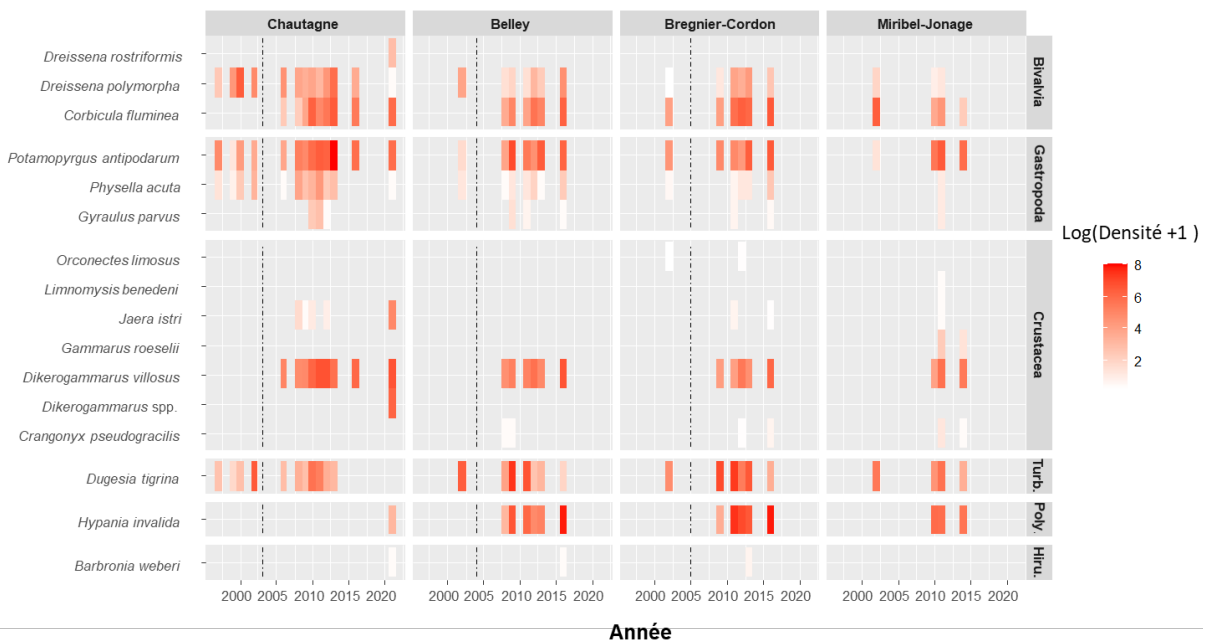 Chautagne Belley Bregnier-Cordon Miribel-Jonage
Dreissena rostriformis
Dreissena polymorpha
Corbicula fluminea
Bivalvia
Potamopyrgus antipodarum
Physella acuta
Gyraulus parvus
Gastropoda
Orconectes limosus
Limnomysis benedeni
Jaera istri
Gammarus roeselii
Dikerogammarus villosus
Dikerogammarus spp.
Crangonyx pseudogracilis
Crustacea
Dugesia tigrina
Turb.
Hypania invalida
Poly.
Barbronia weberi
Hiru.
2000 2005 2010 2015 2020 2000 2005 2010 2015 2020 2000 2005 2010 2015 2020 2000 2005 2010 2015 2020
Année
Log(Densité +1 )
8
6
4
2